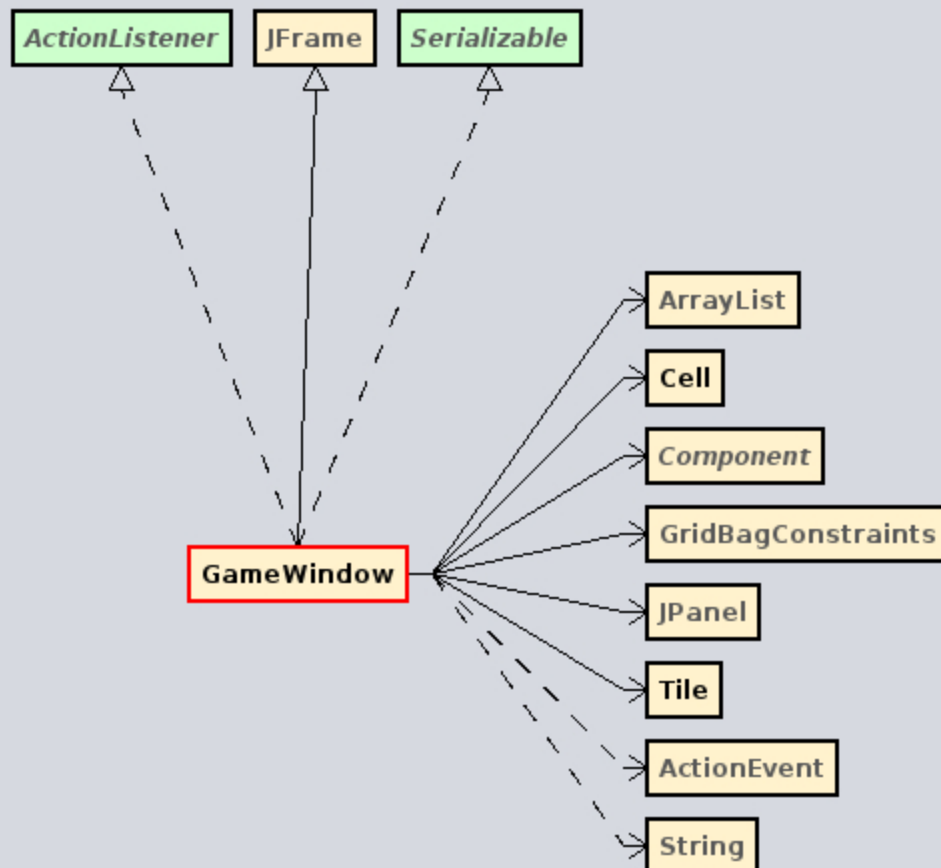 ActionListener
JFrame
Serializable
ArrayList
Cell
Component
GridBagConstraints
GameWindow
JPanel
Tile
ActionEvent
String